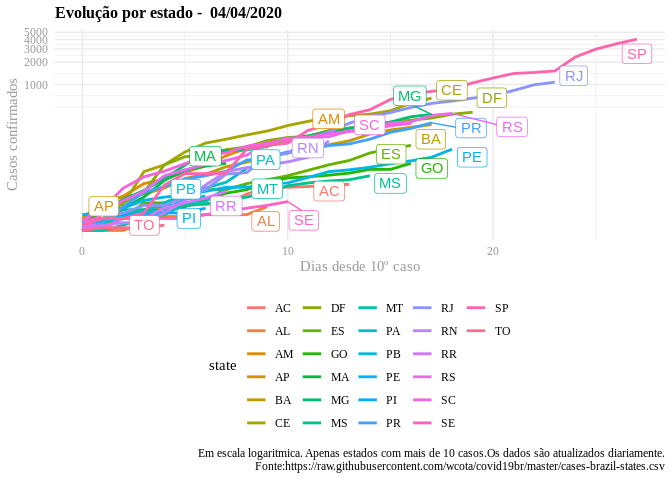 Evolução por estado -  04/04/2020
Casos confirmados
5000
4000
3000
2000
1000
SP
RJ
CE
DF
MG
AM
SC
RS
PR
BA
RN
MA
ES
PE
PA
GO
PB
MT
AC
MS
AP
RR
PI
AL
SE
TO
0
10
20
Dias desde 10º caso
state
AC DF MT RJ SP
AL ES PA RN TO
AM GO PB RR
AP MA PE RS
BA MG PI SC
CE MS PR SE
Em escala logaritmica. Apenas estados com mais de 10 casos.Os dados são atualizados diariamente.
Fonte:https://raw.githubusercontent.com/wcota/covid19br/master/cases-brazil-states.csv